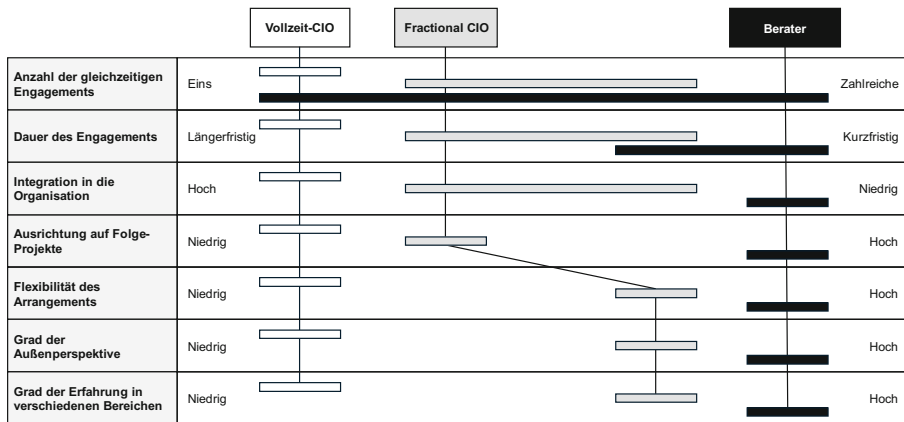 Vollzeit-CIO
Fractional CIO
Berater
Anzahl der gleichzeitigen
Engagements
Eins
Zahlreiche
Dauer des Engagements
Längerfristig
Kurzfristig
Integration in die
Organisation
Hoch
Niedrig
Ausrichtung auf Folge-
Projekte
Niedrig
Hoch
Flexibilität des
Arrangements
Niedrig
Hoch
Grad der
Außenperspektive
Niedrig
Hoch
Grad der Erfahrung in
verschiedenen Bereichen
Niedrig
Hoch